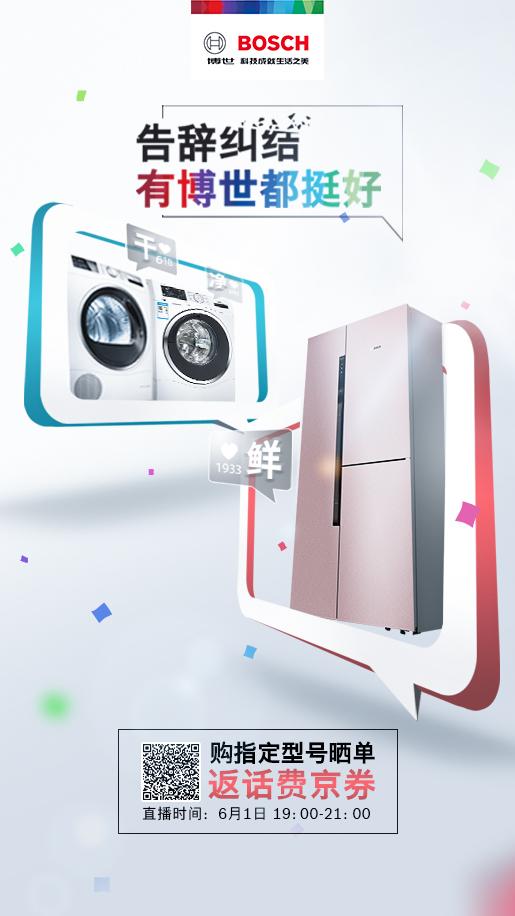 BOSCH
博世 科技成就生活之美
告辞纠结
有博世都挺好
干
618
净
鲜
1933
购指定型号晒单
返话费京券
直播时间：6月1日 19：00-21：00